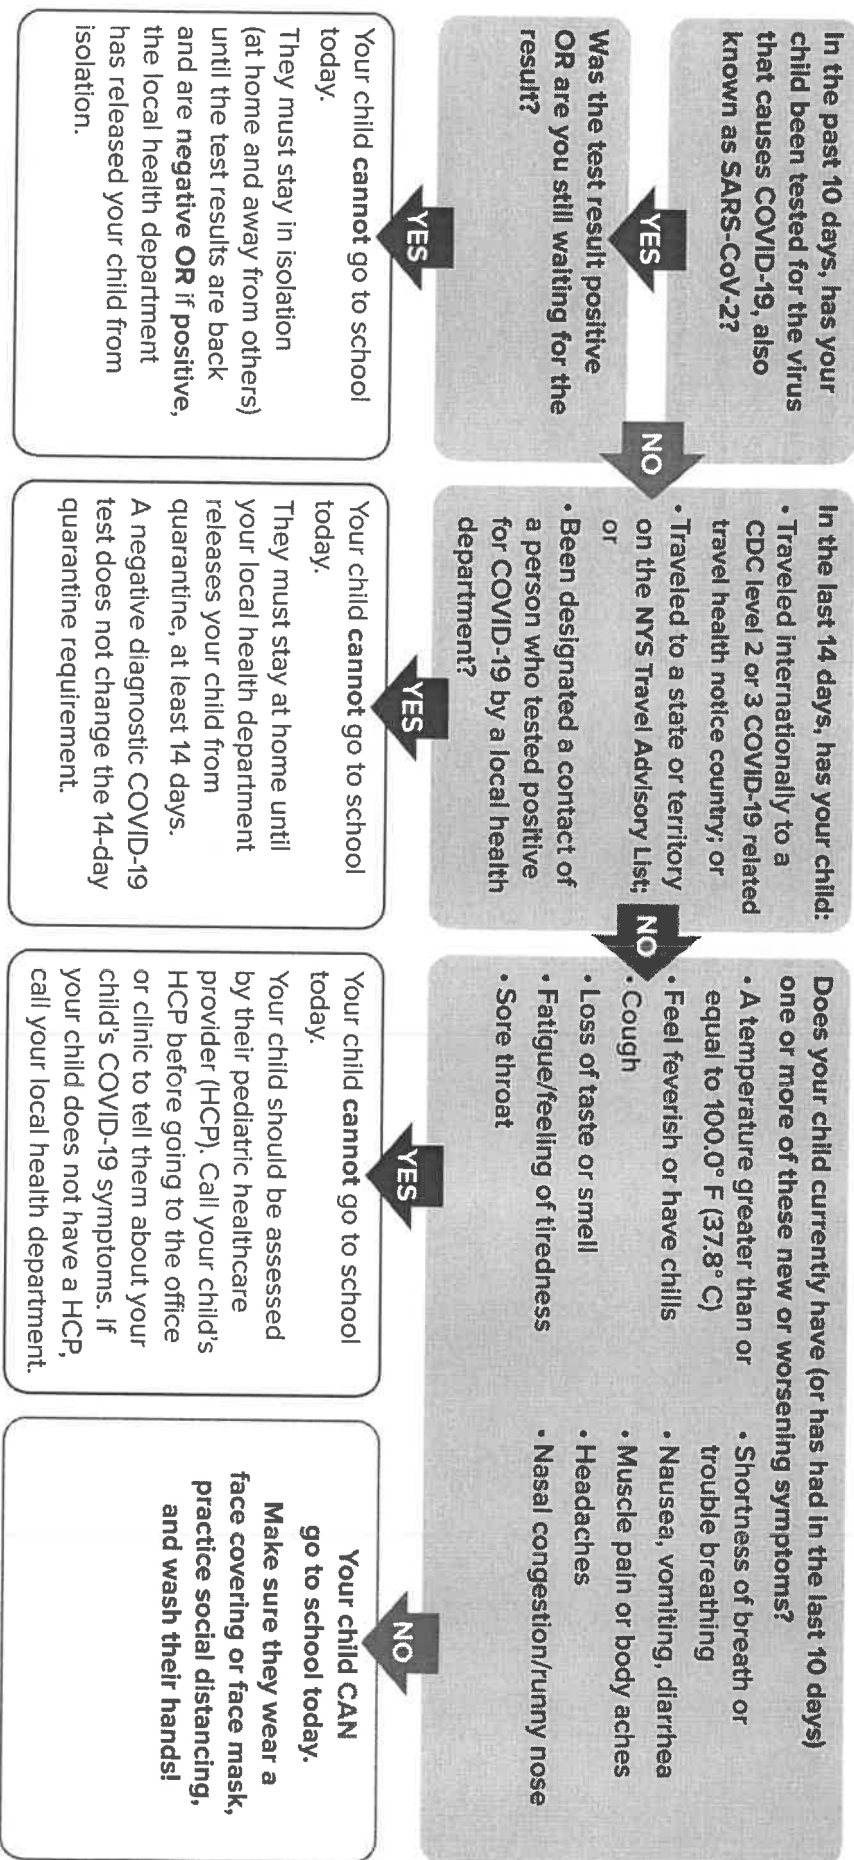 In the past 10 days, has your
child been tested for the virus
that causes COVID-19, also
known as SARS-CoV-2?
YES
Was the test result positive
OR are you still waiting for the
result?
YES
Your child cannot go to school
today.
They must stay in isolation
(at home and away from others)
until the test results are back
and are negative OR if positive,
the local health department
has released your child from
isolation.
NO
In the last 14 days, has your child:
• Traveled internationally to a
CDC level 2 or 3 COVID-19 related
travel health notice country; or
• Traveled to a state or territory
on the NYS Travel Advisory List;
or
• Been designated a contact of
a person who tested positive
for COVID-19 by a local health
department?
YES
Your child cannot go to school
today.
They must stay at home until
your local health department
releases your child from
quarantine, at least 14 days.
A negative diagnostic COVID-19
test does not change the 14-day
quarantine requirement.
NO
Does your child currently have (or has had in the last 10 days)
one or more of these new or worsening symptoms?
• A temperature greater than or
equal to 100.0° F (37.8° C)
• Feel feverish or have chills
• Cough
• Loss of taste or smell
• Fatigue/feeling of tiredness
• Sore throat
• Shortness of breath or
trouble breathing
• Nausea, vomiting, diarrhea
• Muscle pain or body aches
• Headaches
• Nasal congestion/runny nose
YES
Your child cannot go to school
today.
Your child should be assessed
by their pediatric healthcare
provider (HCP). Call your child's
HCP before going to the office
or clinic to tell them about your
child's COVID-19 symptoms. If
your child does not have a HCP,
call your local health department.
NO
Your child CAN
go to school today.
Make sure they wear a
face covering or face mask,
practice social distancing,
and wash their hands!